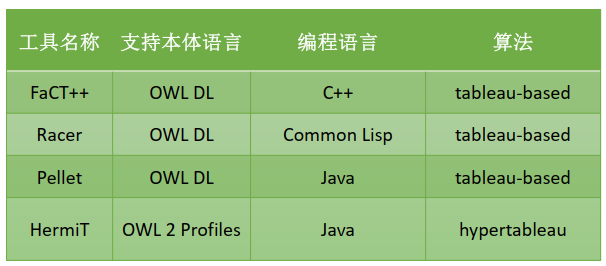 工具名称 支持本体语言 编程语言 算法
FaCT++ OWL DL C++ tableau-based
Racer OWL DL Common Lisp tableau-based
Pellet OWL DL Java tableau-based
HermiT OWL 2 Profiles Java hypertableau